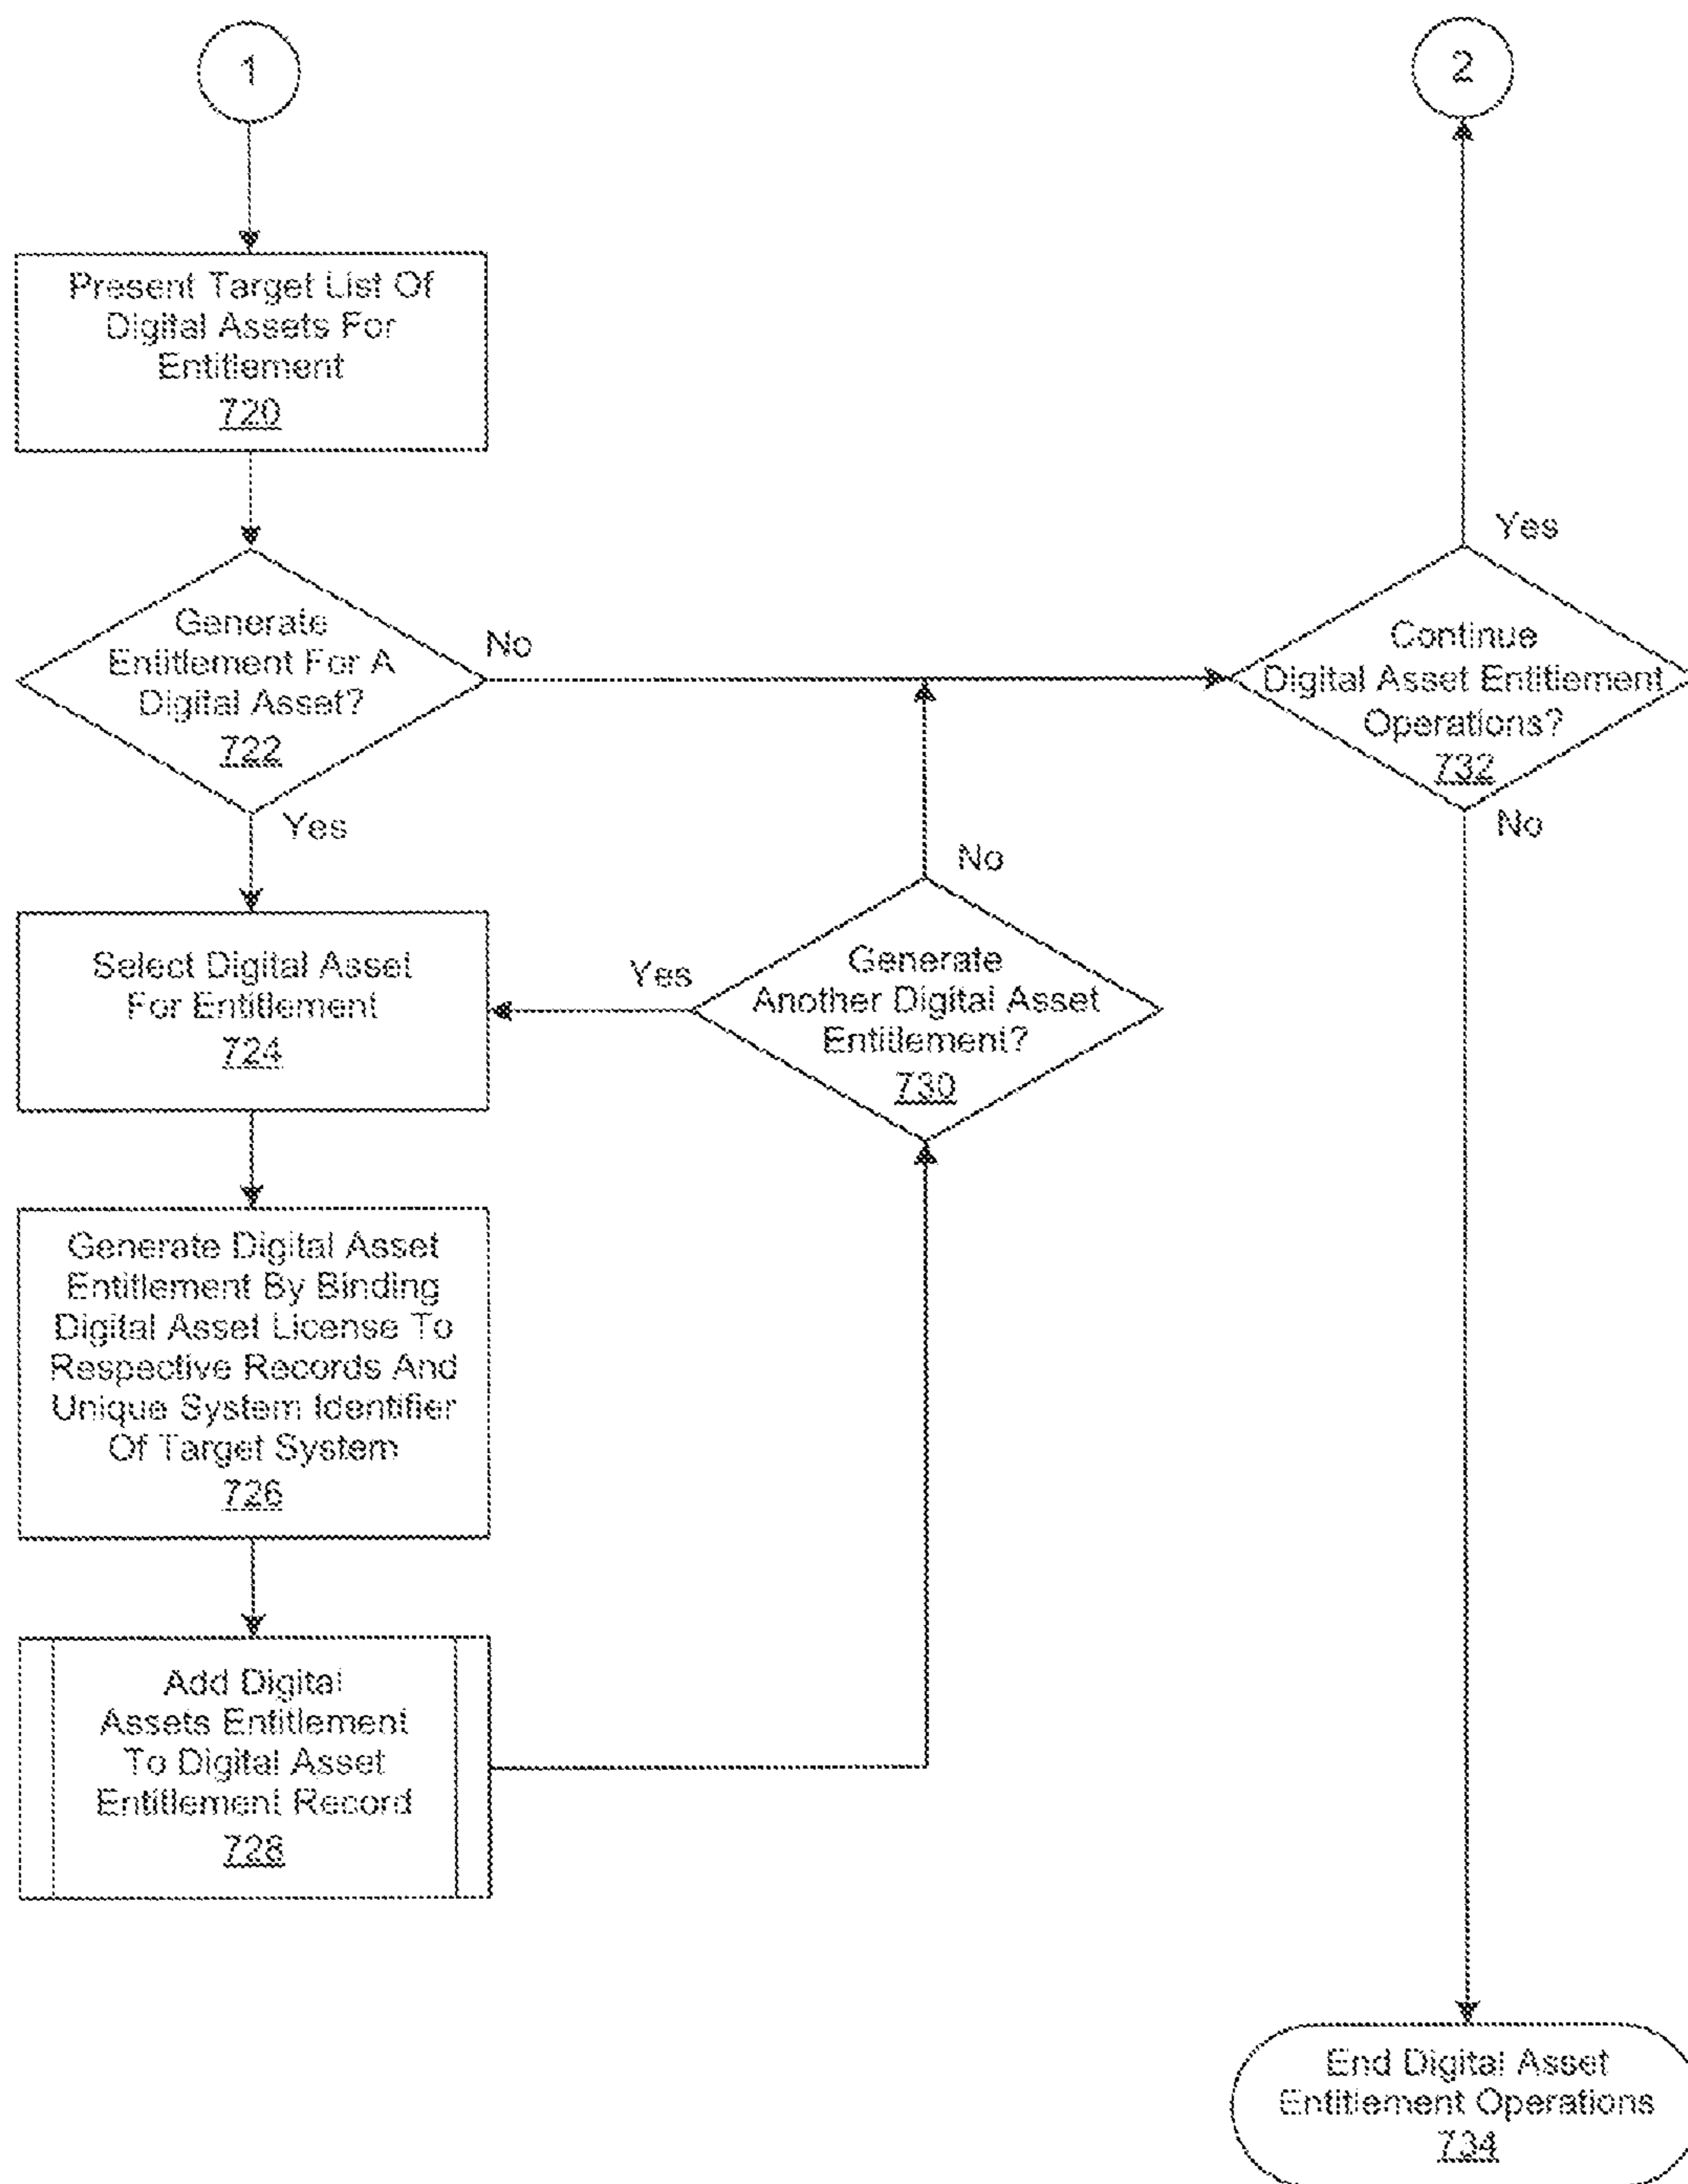 1
2
Present Target List Of
Digital Assets For
Entitlement
720
Generate
Entitlement For A
Digital Asset?
722
No
Yes
Select Digital Asset
For Entitlement
724
Generate Digital Asset
Entitlement By Binding
Digital Asset License To
Respective Records And
Unique System Identifier
Of Target System
726
Add Digital
Assets Entitlement
To Digital Asset
Entitlement Record
728
Generate
Another Digital Asset
Entitlement?
730
Yes
No
Continue
Digital Asset Entitlement
Operations?
732
Yes
No
End Digital Asset
Entitlement Operations
734